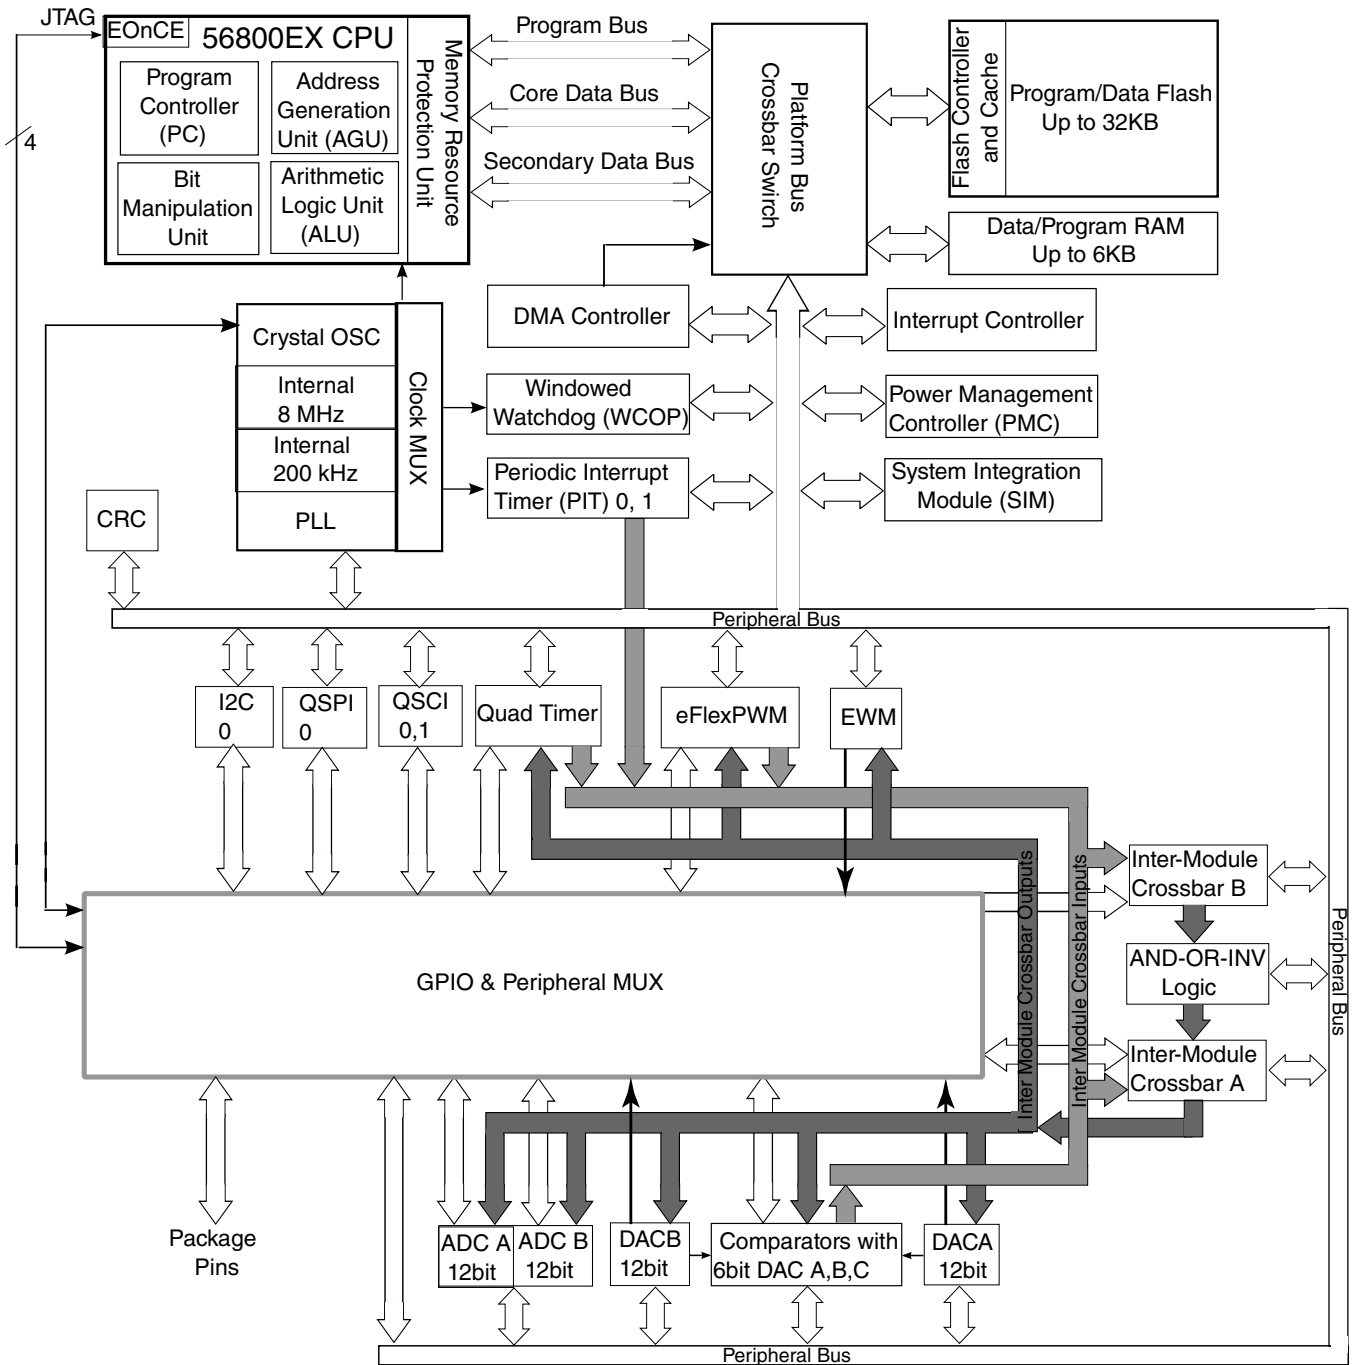 JTAG
EOnCE
56800EX CPU
Program
Controller
(PC)
Address
Generation
Unit (AGU)
Bit
Manipulation
Unit
Arithmetic
Logic Unit
(ALU)
Memory Resource
Protection Unit
4
Program Bus
Core Data Bus
Secondary Data Bus
Platform Bus
Crossbar Swirch
Flash Controller
and Cache
Program/Data Flash
Up to 32KB
Data/Program RAM
Up to 6KB
DMA Controller
Interrupt Controller
Crystal OSC
Internal
8 MHz
Internal
200 kHz
PLL
Clock MUX
Windowed
Watchdog (WCOP)
Power Management
Controller (PMC)
Periodic Interrupt
Timer (PIT) 0, 1
System Integration
Module (SIM)
CRC
Peripheral Bus
I2C
0
QSPI
0
QSCI
0,1
Quad Timer
eFlexPWM
EWM
Inter Module Crossbar Outputs
Inter Module Crossbar Inputs
Inter-Module
Crossbar B
AND-OR-INV
Logic
Inter-Module
Crossbar A
Peripheral Bus
GPIO & Peripheral MUX
Package
Pins
ADC A
12bit
ADC B
12bit
DACB
12bit
Comparators with
6bit DAC A,B,C
DACA
12bit
Peripheral Bus